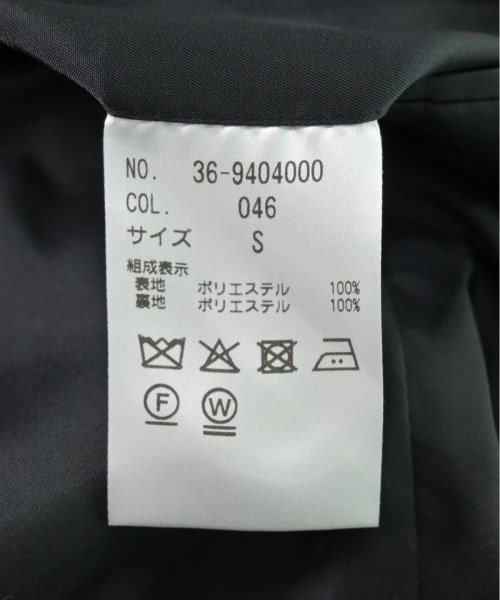 NO. 36-9404000
COL. 046
サイズ S
組成表示
表地 ポリエステル 100%
裏地 ポリエステル 100%
F W